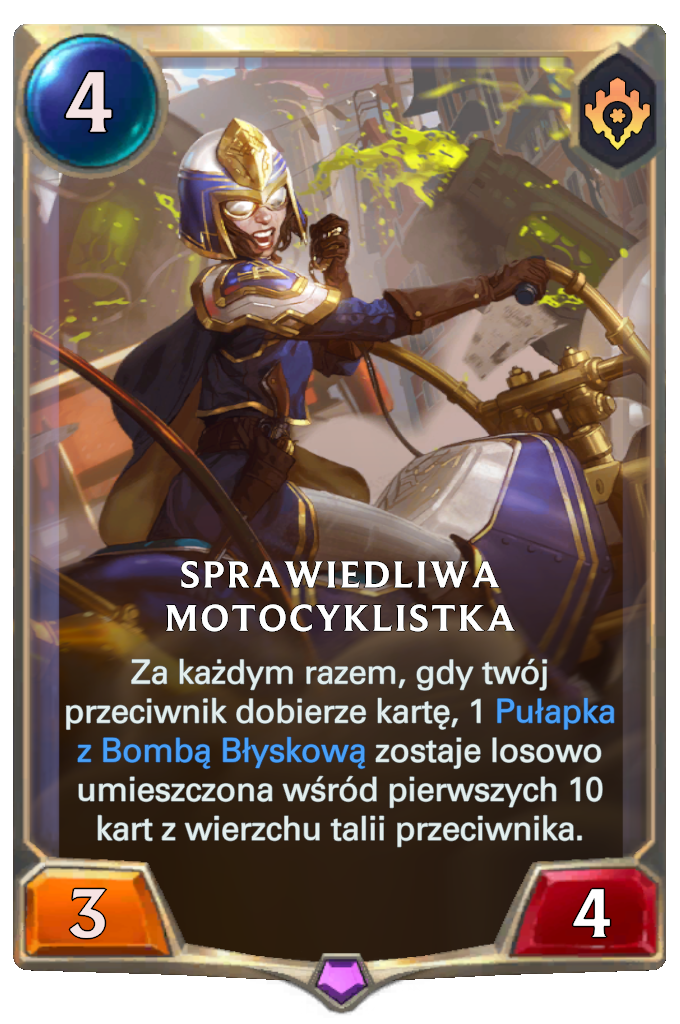 4
SPRAWIEDLIWA
MOTOCYKLISTKA
Za każdym razem, gdy twój
przeciwnik dobierze kartę, 1 Pułapka
z Bombą Błyskową zostaje losowo
umieszczona wśród pierwszych 10
kart z wierzchu talii przeciwnika.
3
4